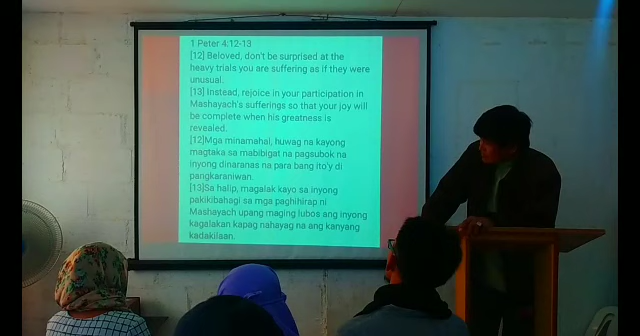 1 Peter 4:12-13
[12] Beloved, don't be surprised at the
heavy trials you are suffering as if they were
unusual.
[13] Instead, rejoice in your participation in
Mashayach's sufferings so that your joy will
be complete when his greatness is
revealed.
[12]Mga minamahal, huwag na kayong
magtaka sa mabibigat na pagsubok na
inyong dinaranas na para bang ito'y di
pangkaraniwan.
[13]Sa halip, magalak kayo sa inyong
pakikibahagi sa mga paghihirap ni
Mashayach upang maging lubos ang inyong
kagalakan kapag nahayag na ang kanyang
kadakilaan.